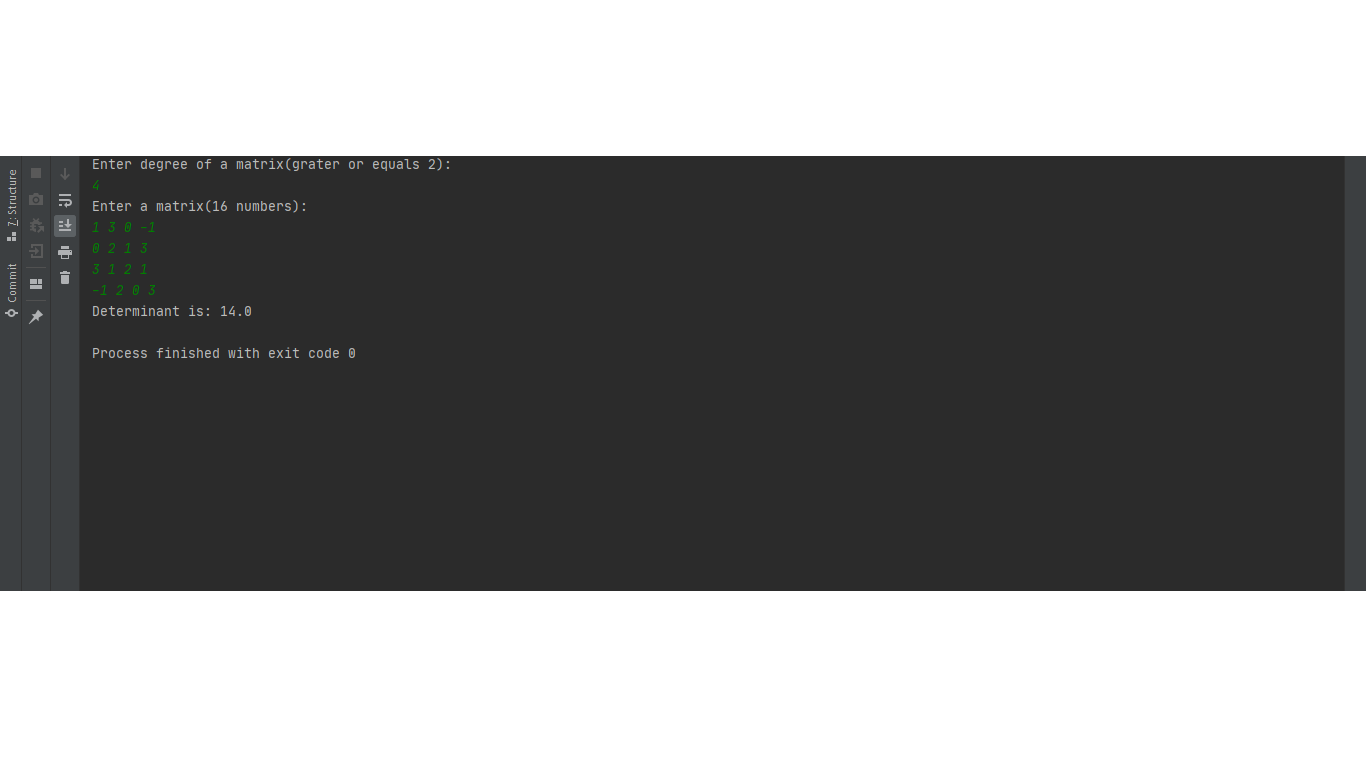 7: Structure
Commit
Enter degree of a matrix(grater or equals 2):
4
Enter a matrix(16 numbers):
1 3 0 -1
0 2 1 3
3 1 2 1
-1 2 0 3
Determinant is: 14.0
Process finished with exit code 0